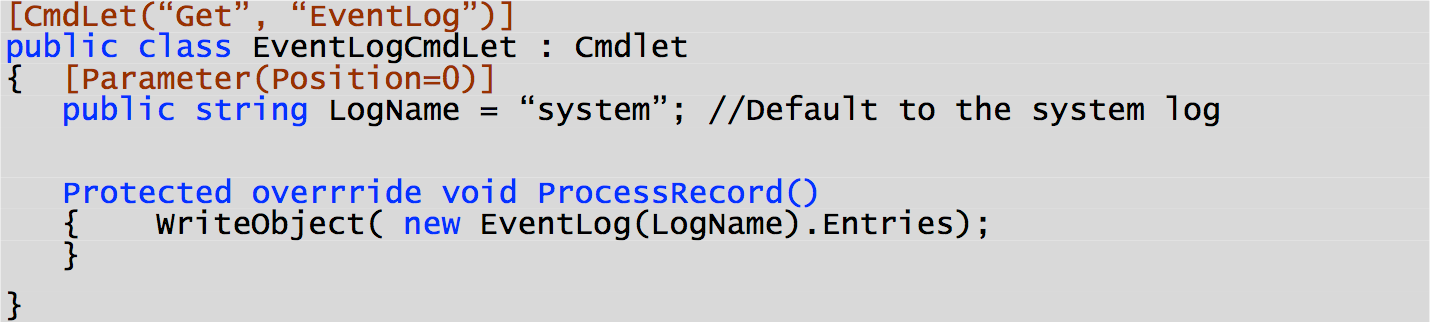 [CmdLet(“Get”, “EventLog”)]
public class EventLogCmdLet : Cmdlet
{ [Parameter(Position=0)]
public string LogName = “system”; //Default to the system log
Protected overrride void ProcessRecord()
{ WriteObject( new EventLog(LogName).Entries);
}
}